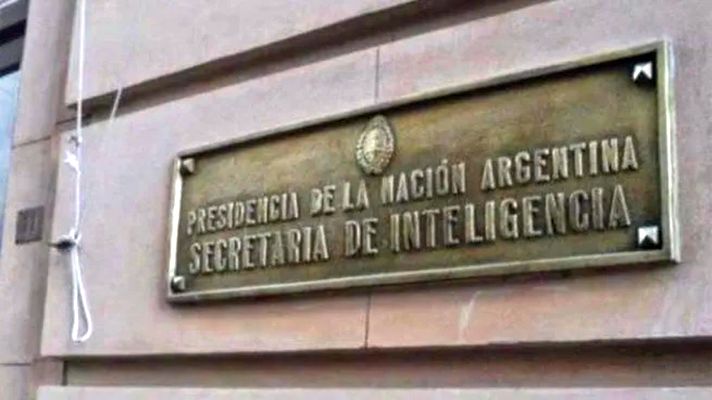 PRESIDENCIA DE LA NACIÓN ARGENTINA
SECRETARIA DE INTELIGENCIA